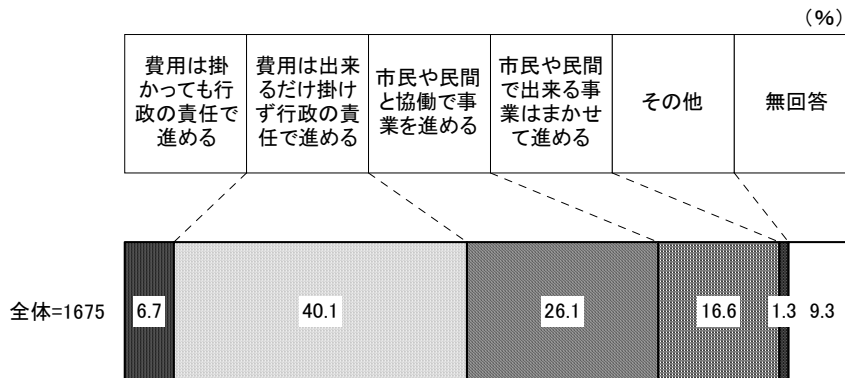 （%）
費用は掛
かっても行
政の責任で
進める
費用は出来
るだけ掛け
ず行政の責
任で進める
市民や民間
と協働で事
業を進める
市民や民間
で出来る事
業はまかせ
て進める
その他
無回答
全体=1675
6.7
40.1
26.1
16.6
1.3
9.3